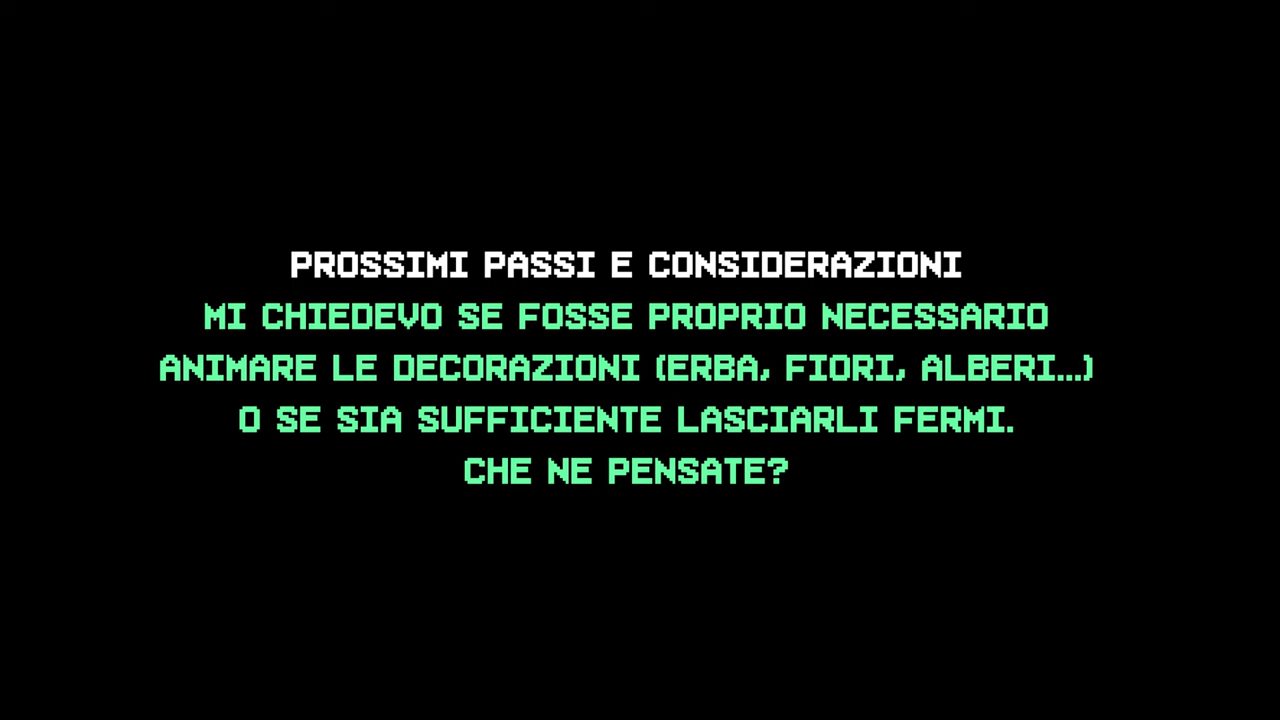 PROSSIMI PASSI E CONSIDERAZIONI
MI CHIEDEVO SE FOSSE PROPRIO NECESSARIO
ANIMARE LE DECORAZIONI (ERBA, FIORI, ALBERI...)
O SE SIA SUFFICIENTE LASCIARLI FERMI.
CHE NE PENSATE?